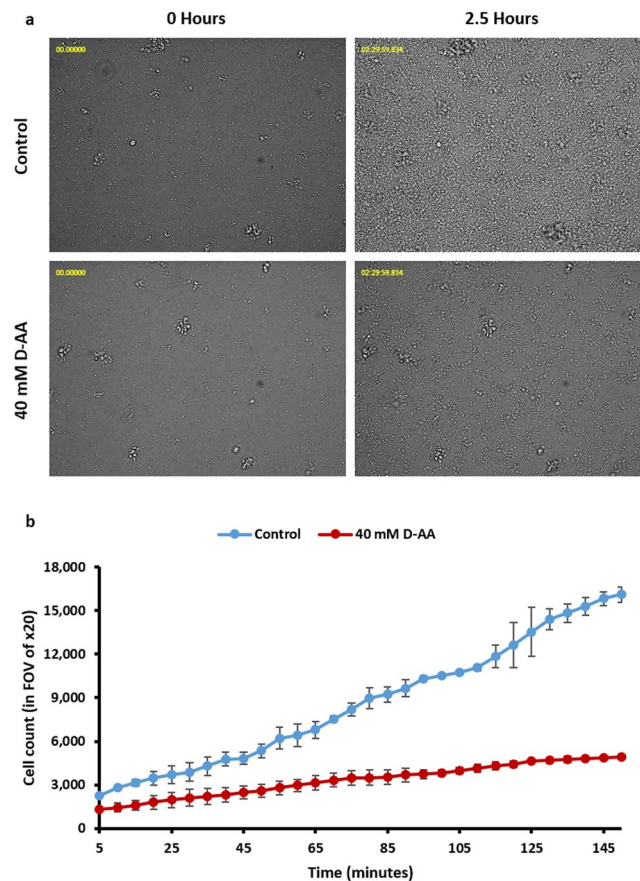 a
0 Hours
2.5 Hours
Control
00.00000
02:29:59.834
40 mM D-AA
00.00000
02:29:59.834
b
Control
40 mM D-AA
Cell count (in FOV of x20)
18,000
15,000
12,000
9,000
6,000
3,000
0
5 25 45 65 85 105 125 145
Time (minutes)